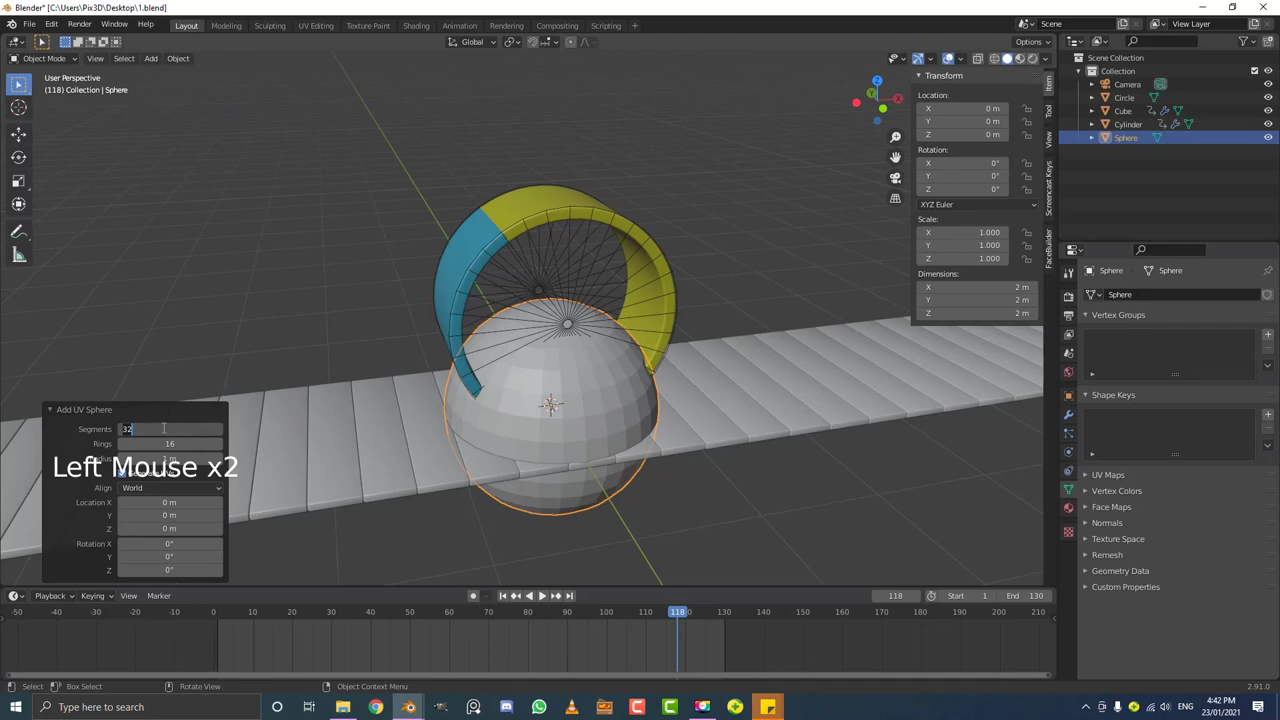 Blender* [C:\Users\Pix3D\Desktop\1.blend]
File Edit Render Window Help
Layout Modeling Sculpting UV Editing Texture Paint Shading Animation Rendering Compositing Scripting
Scene
View Layer
Global
Options
Object Mode View Select Add Object
User Perspective
(118) Collection | Sphere
Transform
Location:
X 0 m
Y 0 m
Z 0 m
Rotation:
X 0°
Y 0°
Z 0°
XYZ Euler
Scale:
X 1.000
Y 1.000
Z 1.000
Dimensions:
X 2 m
Y 2 m
Z 2 m
Item
Tool
View
Screencast Keys
FaceBuilder
Z
Y
X
Scene Collection
Collection
Camera
Circle
Cube
Cylinder
Sphere
Sphere Sphere
Sphere
Vertex Groups
Shape Keys
UV Maps
Vertex Colors
Face Maps
Normals
Texture Space
Remesh
Geometry Data
Custom Properties
Add UV Sphere
Segments 32
Rings 16
Left Mouse x2
Align World
Location X 0 m
Y 0 m
Z 0 m
Rotation X 0°
Y 0°
Z 0°
Playback Keying View Marker
118 Start 1 End 130
-50 -40 -30 -20 -10 0 10 20 30 40 50 60 70 80 90 100 110 118 130 140 150 160 170 180 190 200 210
Select Box Select Rotate View Object Context Menu 2.91.0
Type here to search
ENG
4:42 PM
23/01/2021